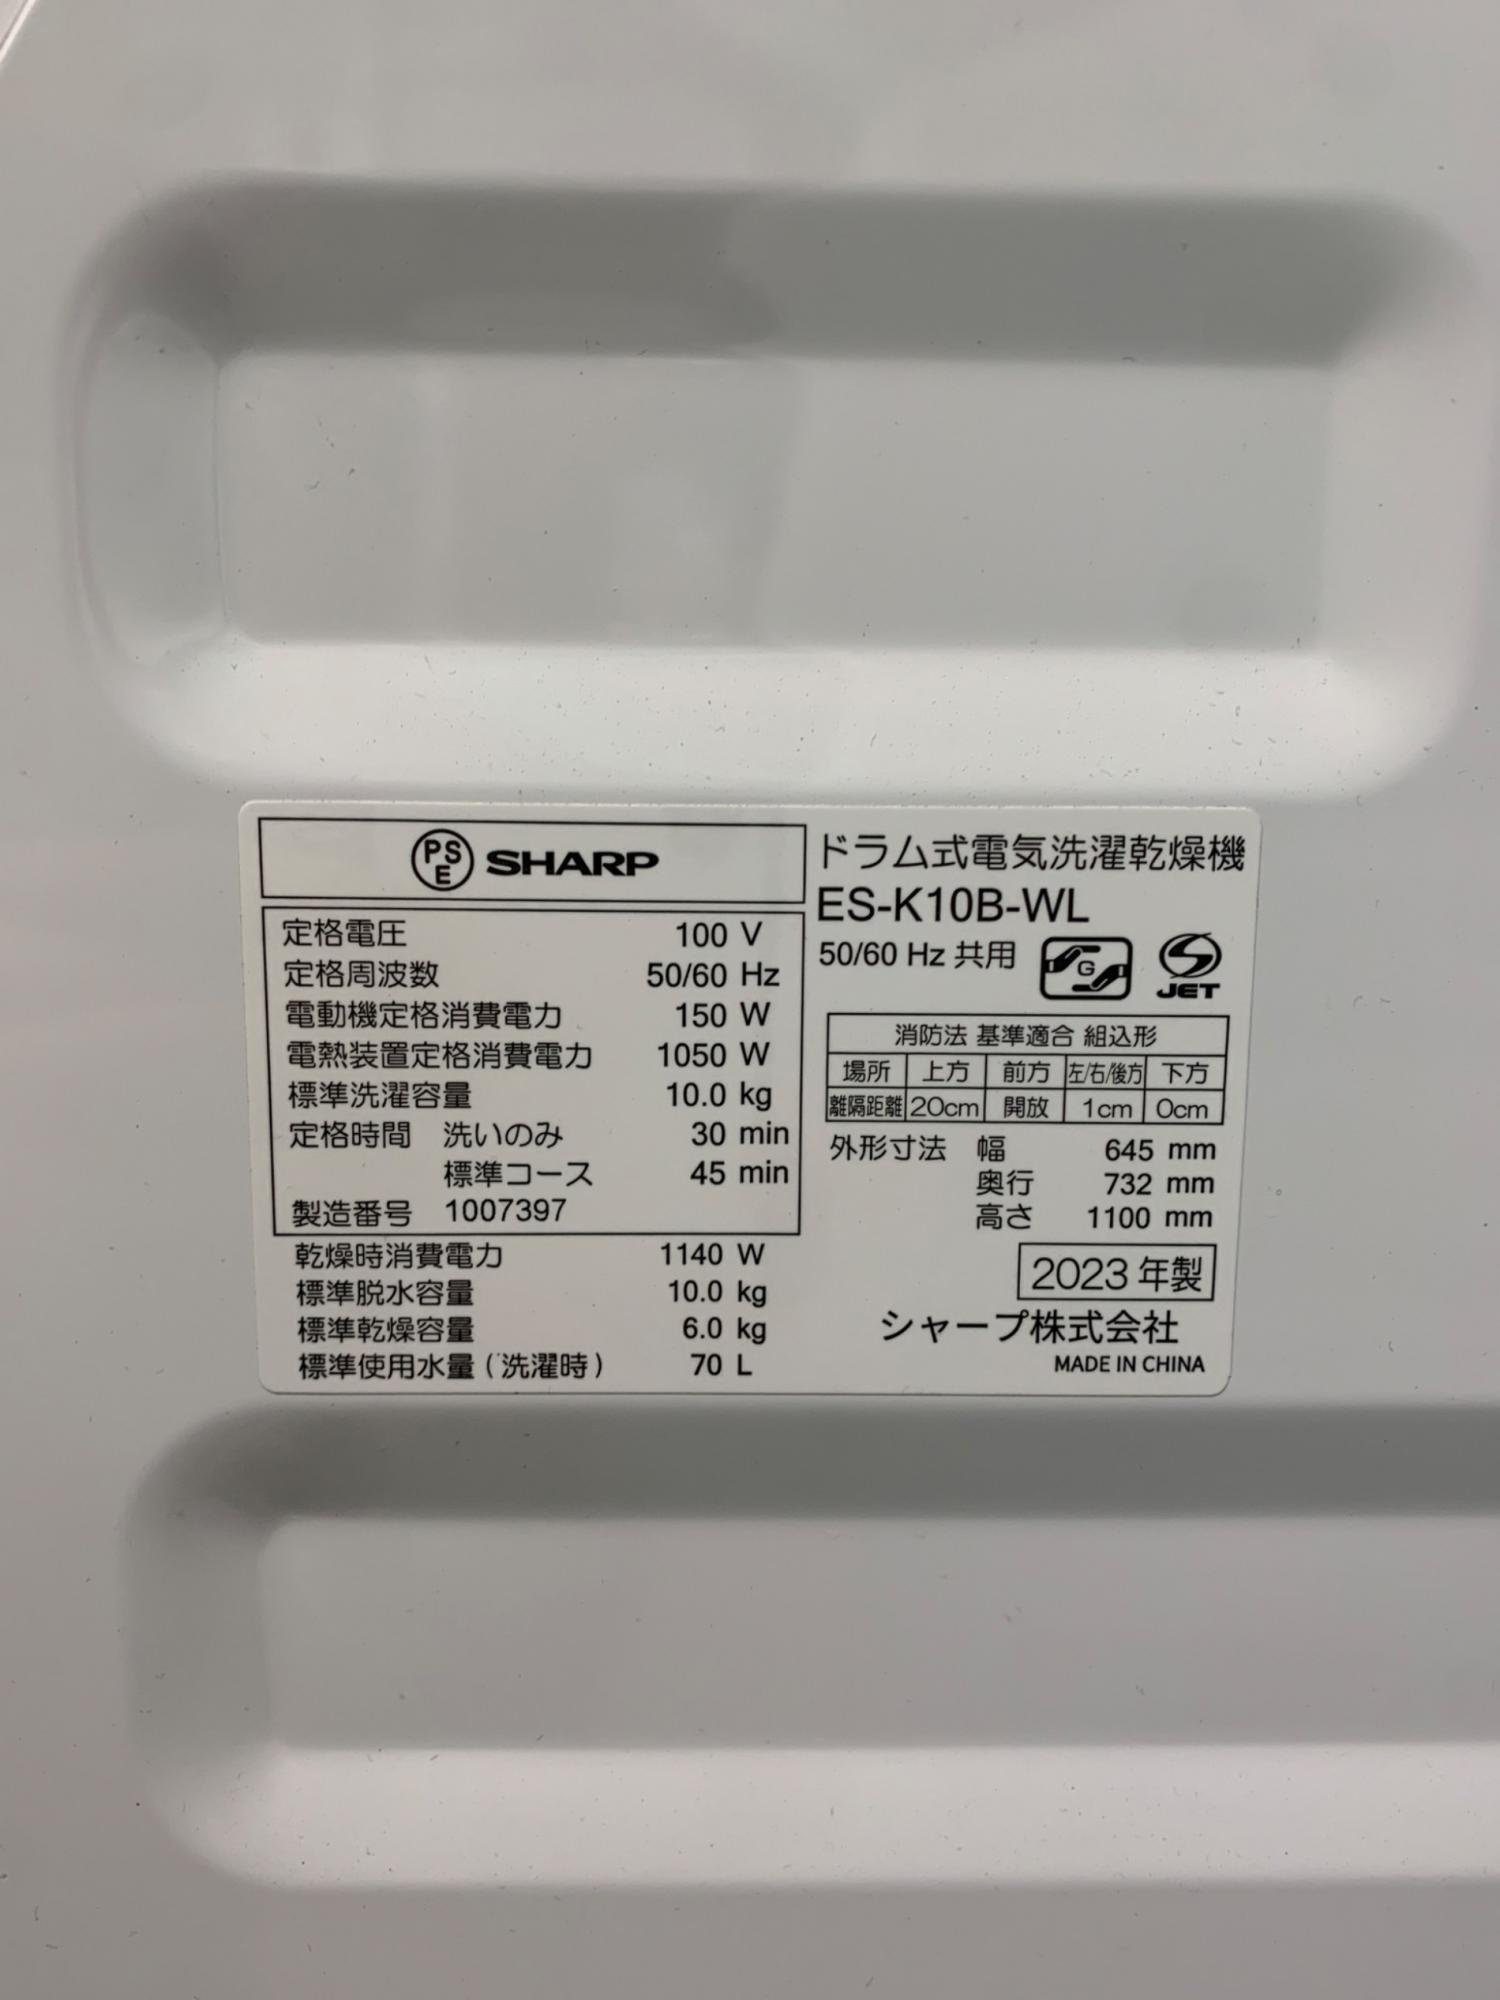 PSE SHARP
定格電圧 100 V
定格周波数 50/60 Hz
電動機定格消費電力 150 W
電熱装置定格消費電力 1050 W
標準洗濯容量 10.0 kg
定格時間 洗いのみ 30 min
標準コース 45 min
製造番号 1007397
乾燥時消費電力 1140 W
標準脱水容量 10.0 kg
標準乾燥容量 6.0 kg
標準使用水量(洗濯時) 70 L
ドラム式電気洗濯乾燥機
ES-K10B-WL
50/60 Hz 共用 G S JET
消防法 基準適合 組込形
場所 上方 前方 左/右/後方 下方
離隔距離 20cm 開放 1cm 0cm
外形寸法 幅 645 mm
奥行 732 mm
高さ 1100 mm
2023年製
シャープ株式会社
MADE IN CHINA